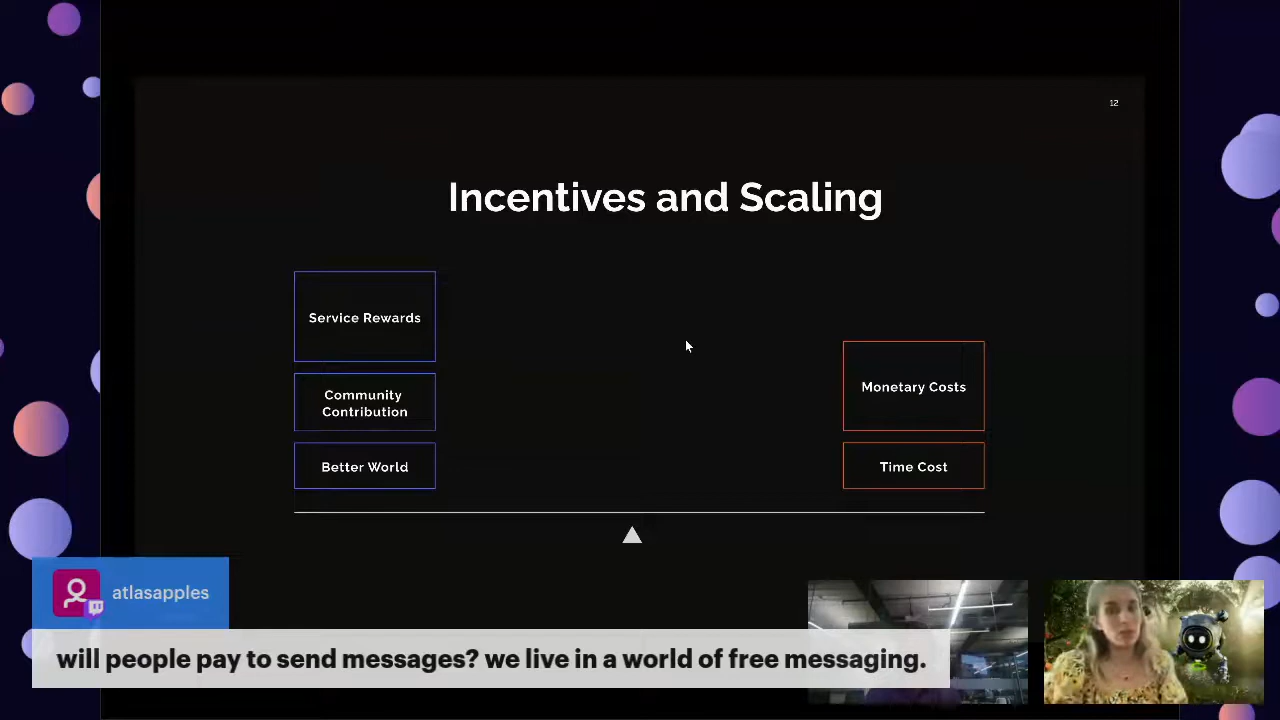 12
Incentives and Scaling
Service Rewards
Community
Contribution
Better World
Monetary Costs
Time Cost
atlasapples
will people pay to send messages? we live in a world of free messaging.